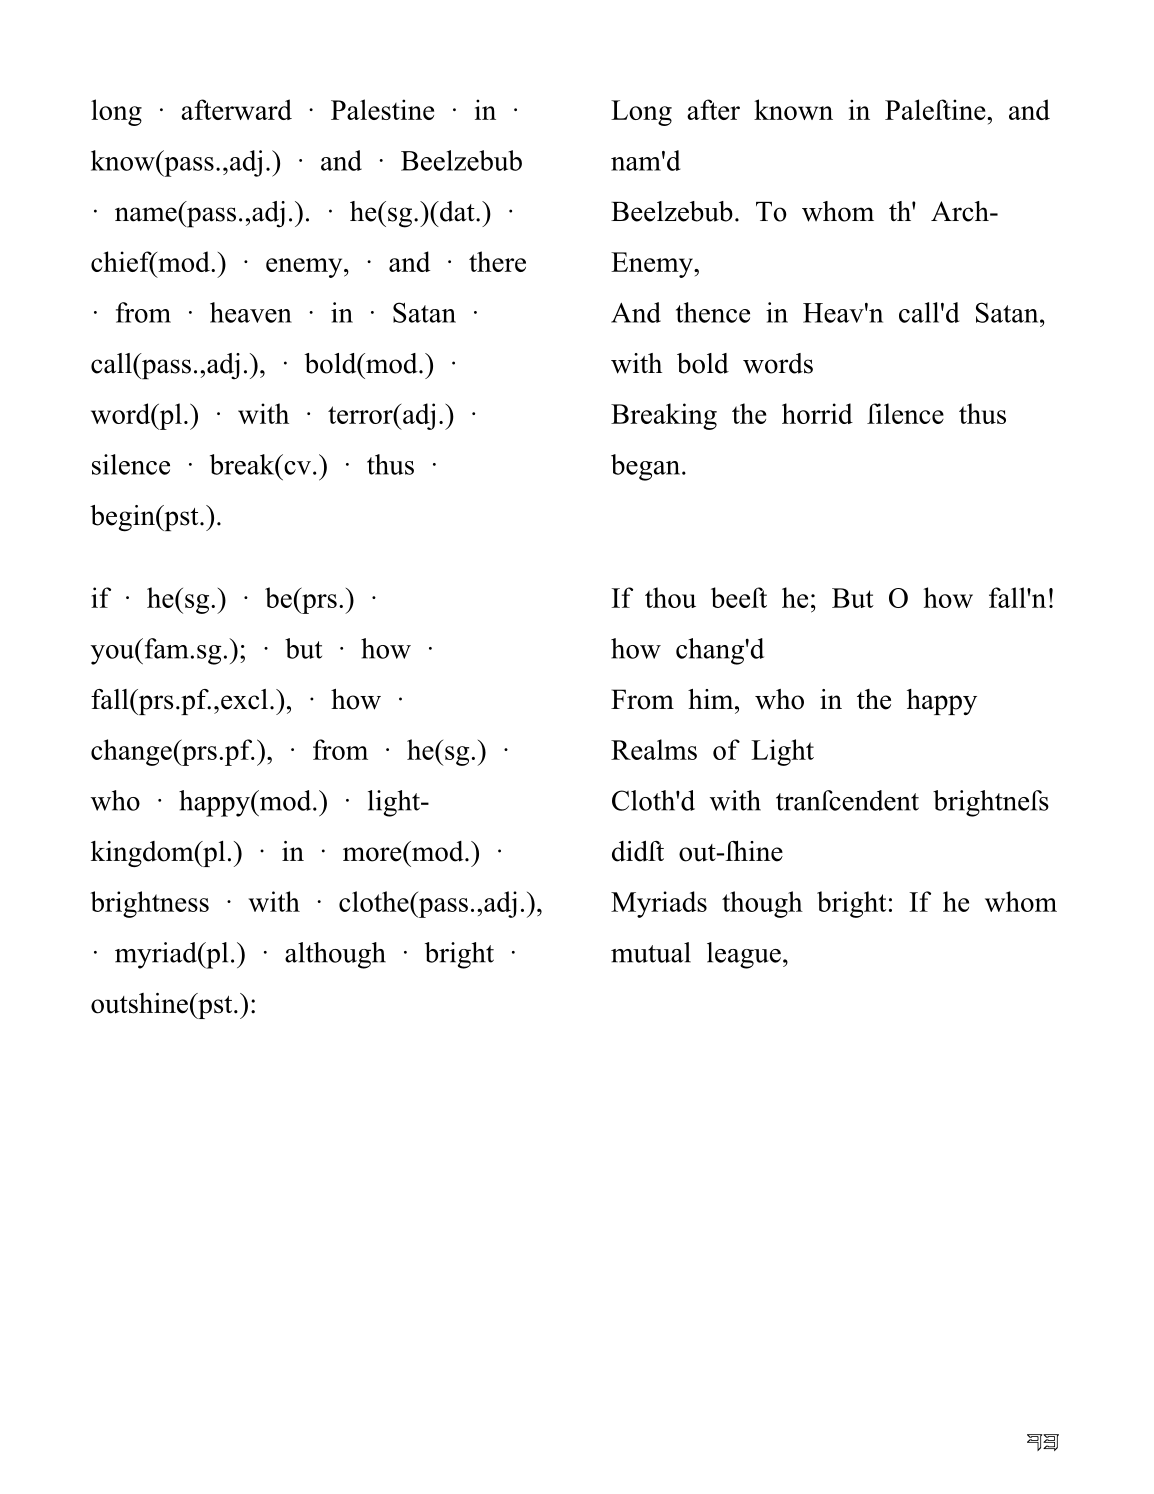 long · afterward · Palestine · in ·
know(pass.,adj.) · and · Beelzebub
· name(pass.,adj.). · he(sg.)(dat.) ·
chief(mod.) · enemy, · and · there
· from · heaven · in · Satan ·
call(pass.,adj.), · bold(mod.) ·
word(pl.) · with · terror(adj.) ·
silence · break(cv.) · thus ·
begin(pst.).
Long after known in Paleſtine, and
nam'd
Beelzebub. To whom th' Arch-
Enemy,
And thence in Heav'n call'd Satan,
with bold words
Breaking the horrid ſilence thus
began.
if · he(sg.) · be(prs.) ·
you(fam.sg.); · but · how ·
fall(prs.pf.,excl.), · how ·
change(prs.pf.), · from · he(sg.) ·
who · happy(mod.) · light-
kingdom(pl.) · in · more(mod.) ·
brightness · with · clothe(pass.,adj.),
· myriad(pl.) · although · bright ·
outshine(pst.):
If thou beeſt he; But O how fall'n!
how chang'd
From him, who in the happy
Realms of Light
Cloth'd with tranſcendent brightneſs
didſt out-ſhine
Myriads though bright: If he whom
mutual league,